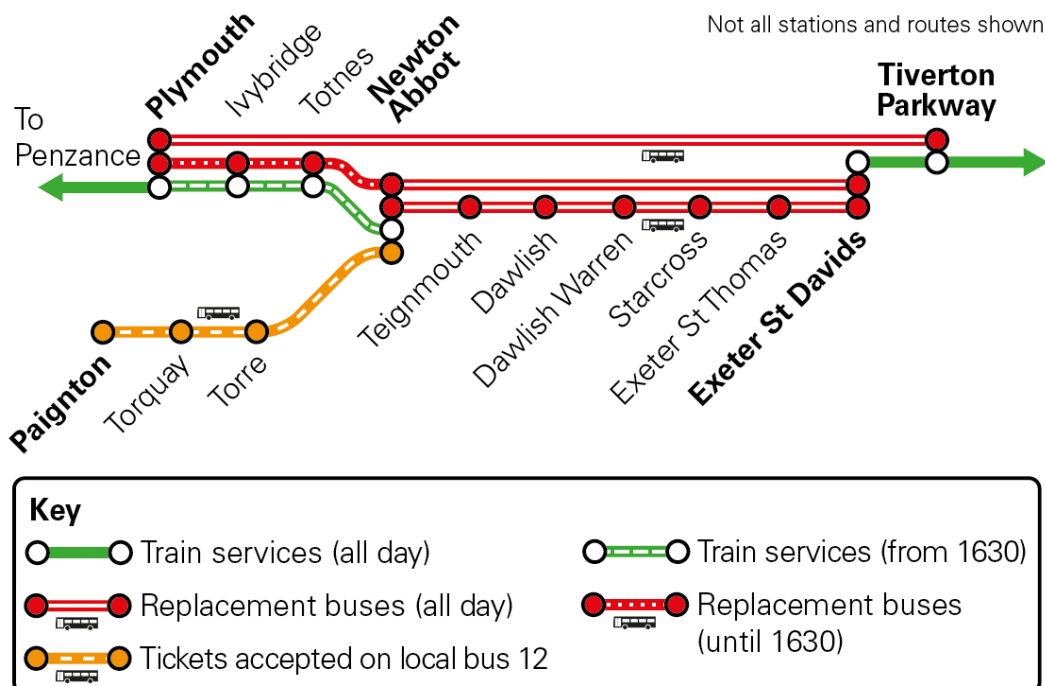 Not all stations and routes shown
Plymouth
Ivybridge
Totnes
Newton
Abbot
Tiverton
Parkway
To
Penzance
Teignmouth
Dawlish
Dawlish Warren
Starcross
Exeter St Thomas
Exeter St Davids
Paignton
Torquay
Torre
Key
Train services (all day)
Train services (from 1630)
Replacement buses (all day)
Replacement buses
(until 1630)
Tickets accepted on local bus 12